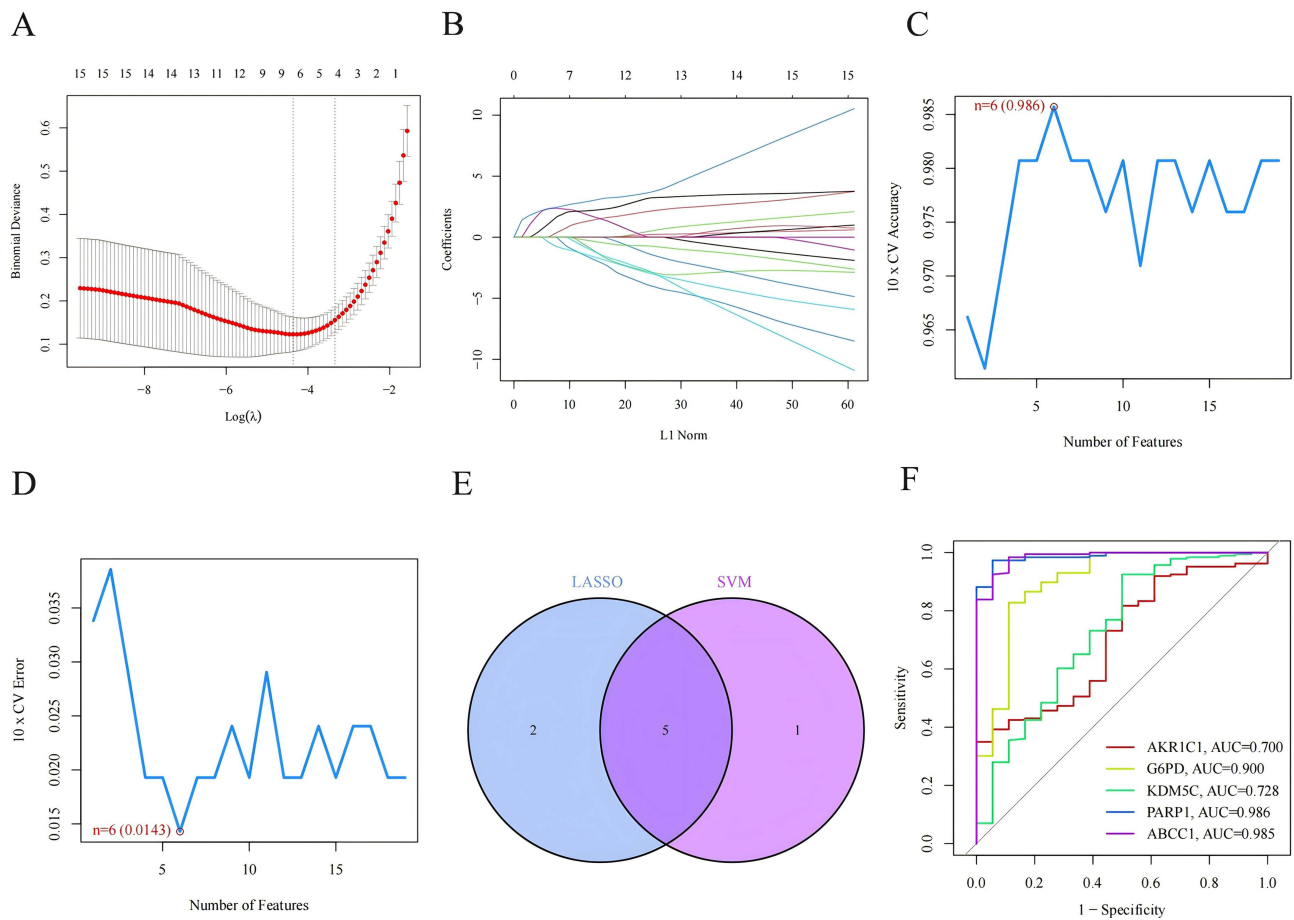 A
15 15 15 14 14 13 11 12 9 9 6 5 4 3 2 1
0.6
0.5
0.4
0.3
0.2
0.1
Binomial Deviance
−8 −6 −4 −2
Log(λ)
B
0 7 12 13 14 15 15
10
5
0
−5
−10
Coefficients
0 10 20 30 40 50 60
L1 Norm
C
n=6 (0.986)
0.985
0.980
0.975
0.970
0.965
10 x CV Accuracy
5 10 15
Number of Features
D
0.035
0.030
0.025
0.020
0.015
10 x CV Error
n=6 (0.0143)
5 10 15
Number of Features
E
LASSO SVM
2 5 1
F
1.0
0.8
0.6
0.4
0.2
0.0
Sensitivity
AKR1C1, AUC=0.700
G6PD, AUC=0.900
KDM5C, AUC=0.728
PARP1, AUC=0.986
ABCC1, AUC=0.985
0.0 0.2 0.4 0.6 0.8 1.0
1 − Specificity